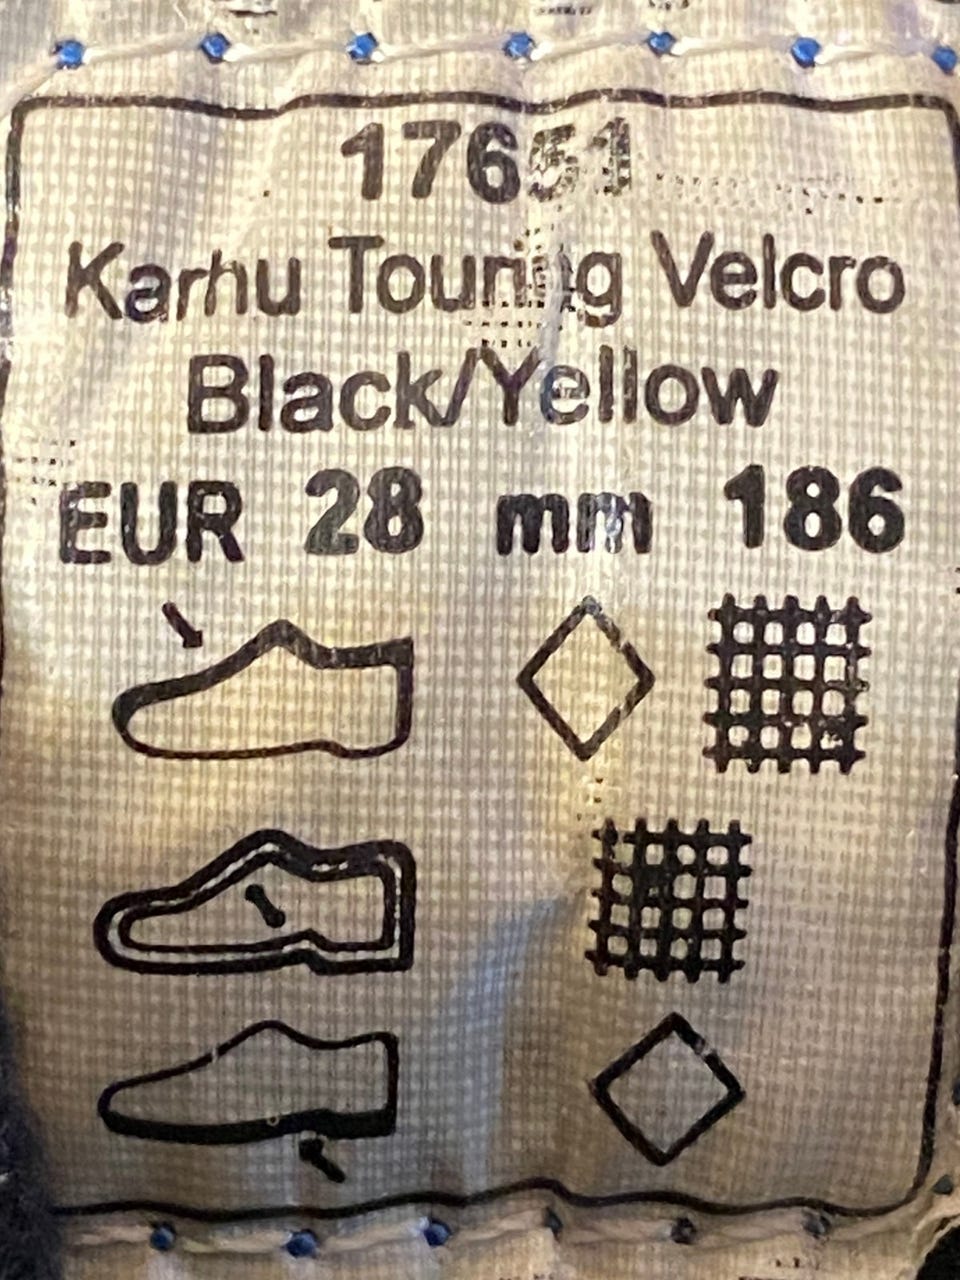 17651
Karhu Touring Velcro
Black/Yellow
EUR 28 mm 186